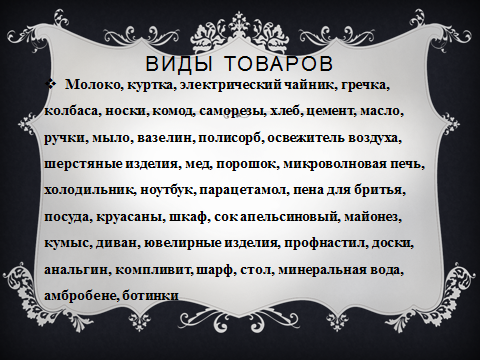 ВИДЫ ТОВАРОВ
Молоко, куртка, электрический чайник, гречка,
колбаса, носки, комод, саморезы, хлеб, цемент, масло,
ручки, мыло, вазелин, полисорб, освежитель воздуха,
шерстяные изделия, мед, порошок, микроволновая печь,
холодильник, ноутбук, парацетамол, пена для бритья,
посуда, круасаны, шкаф, сок апельсиновый, майонез,
кумыс, диван, ювелирные изделия, профнастил, доски,
анальгин, компливит, шарф, стол, минеральная вода,
амбробене, ботинки